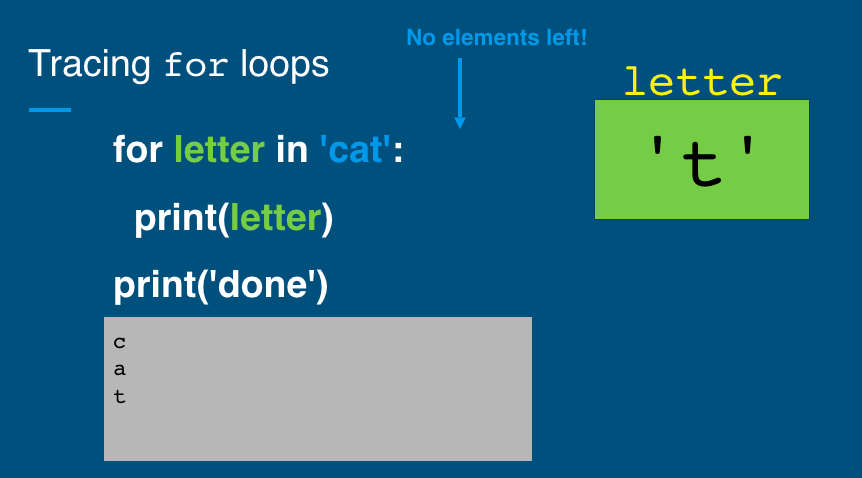 No elements left!
Tracing for loops
letter
't'
for letter in 'cat':
print(letter)
print('done')
c
a
t